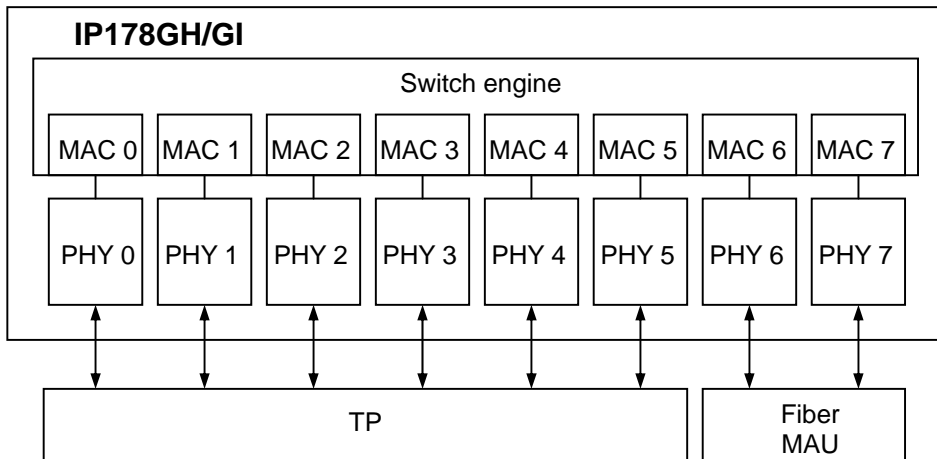 IP178GH/GI
Switch engine
MAC 0 MAC 1 MAC 2 MAC 3 MAC 4 MAC 5 MAC 6 MAC 7
PHY 0 PHY 1 PHY 2 PHY 3 PHY 4 PHY 5 PHY 6 PHY 7
TP
Fiber
MAU